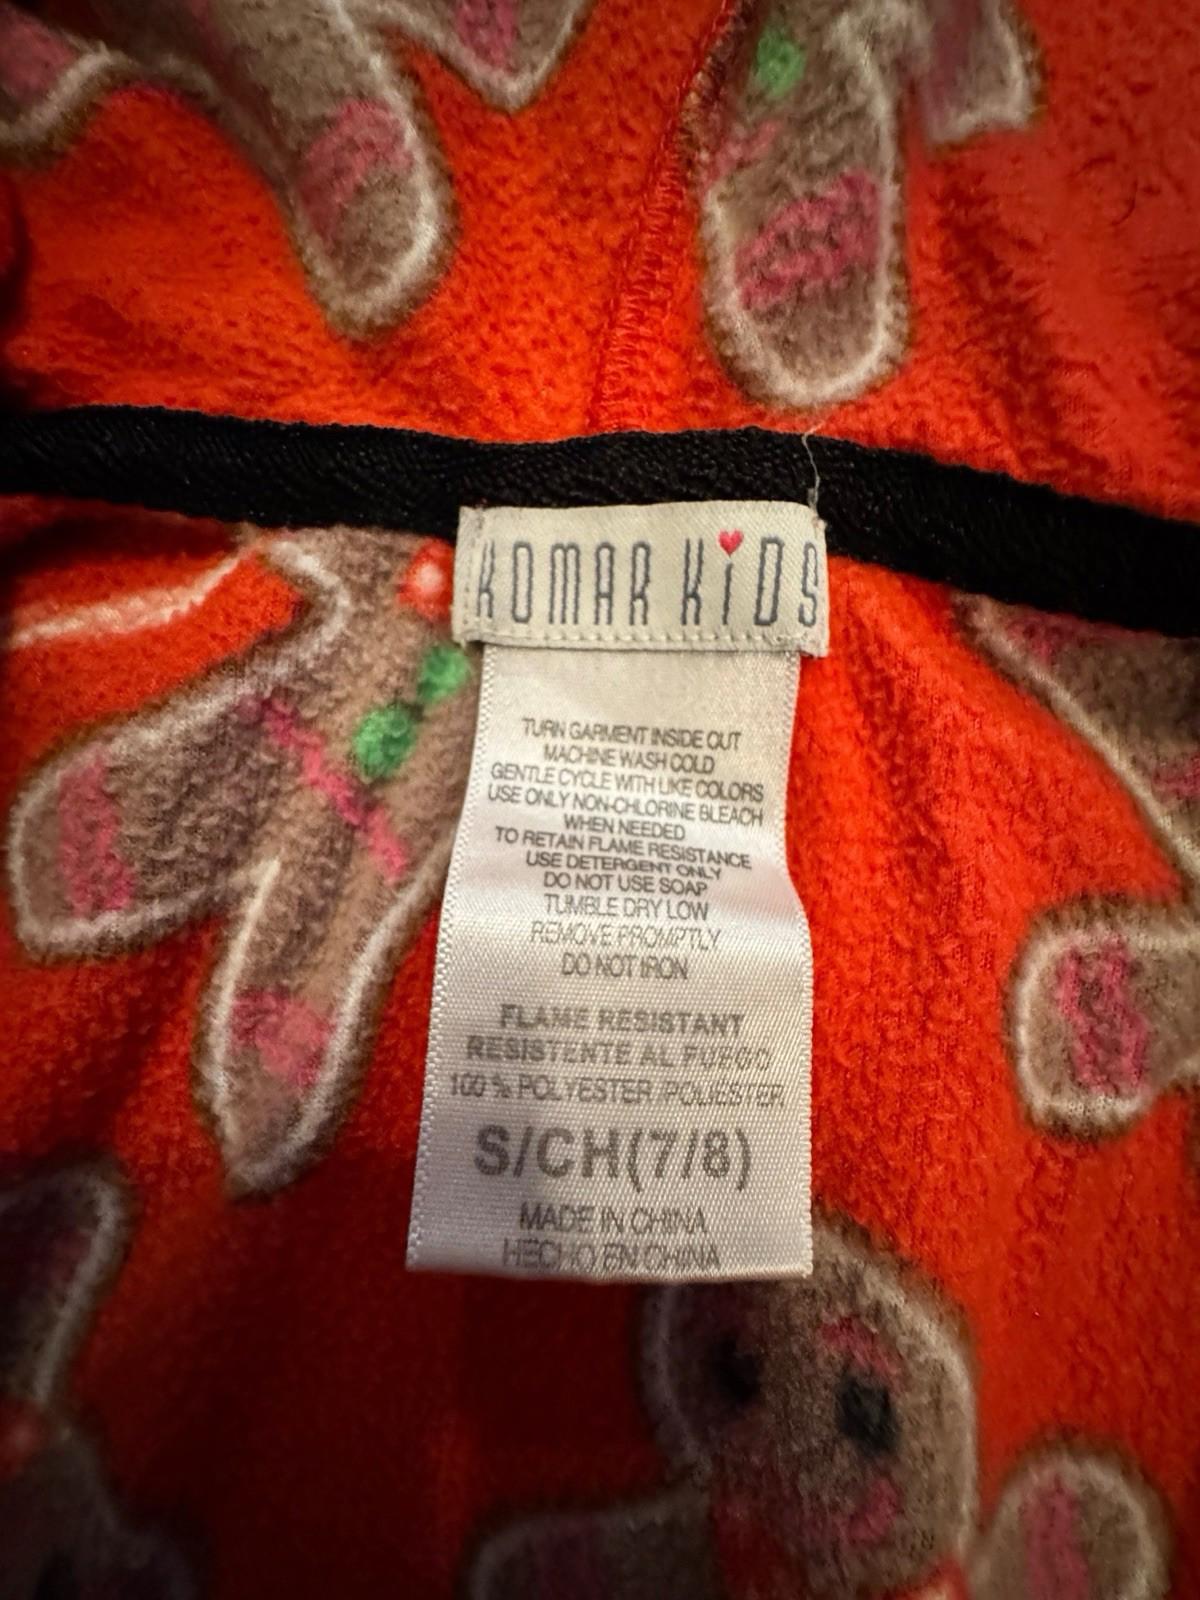 KOMAR KiDS
TURN GARMENT INSIDE OUT
MACHINE WASH COLD
GENTLE CYCLE WITH LIKE COLORS
USE ONLY NON-CHLORINE BLEACH
WHEN NEEDED
TO RETAIN FLAME RESISTANCE
USE DETERGENT ONLY
DO NOT USE SOAP
TUMBLE DRY LOW
REMOVE PROMPTLY
DO NOT IRON
FLAME RESISTANT
RESISTENTE AL FUEGO
100 % POLYESTER /POLIESTER
S/CH(7/8)
MADE IN CHINA
HECHO EN CHINA